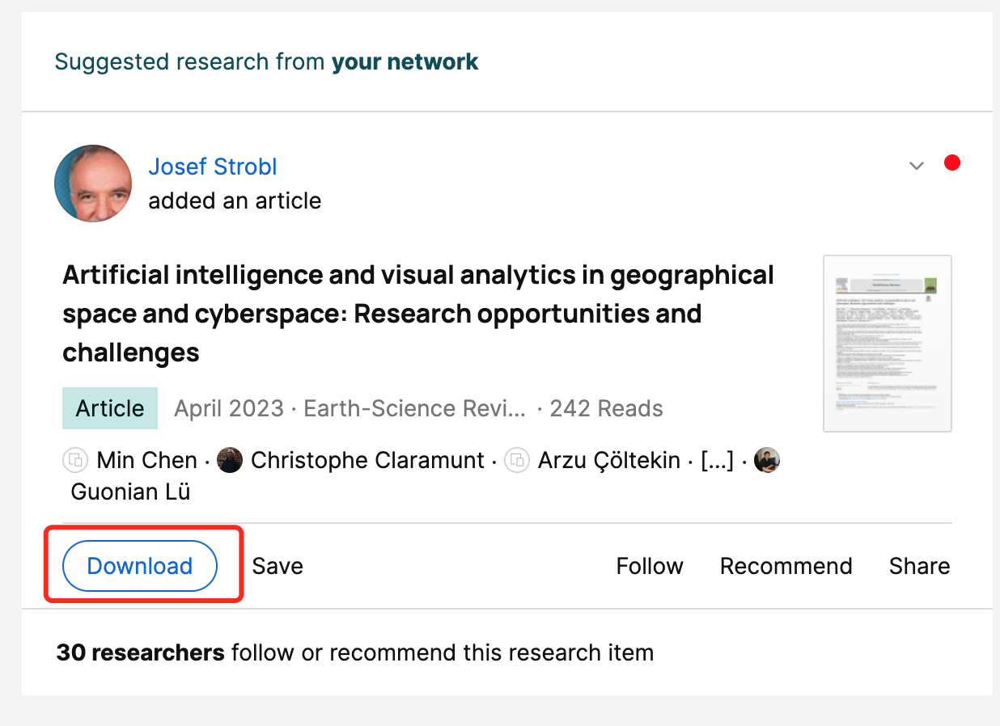 Suggested research from your network
Josef Strobl
added an article
Artificial intelligence and visual analytics in geographical
space and cyberspace: Research opportunities and
challenges
Article April 2023 · Earth-Science Revi... · 242 Reads
Min Chen · Christophe Claramunt · Arzu Çöltekin · [...] ·
Guonian Lü
Download Save Follow Recommend Share
30 researchers follow or recommend this research item